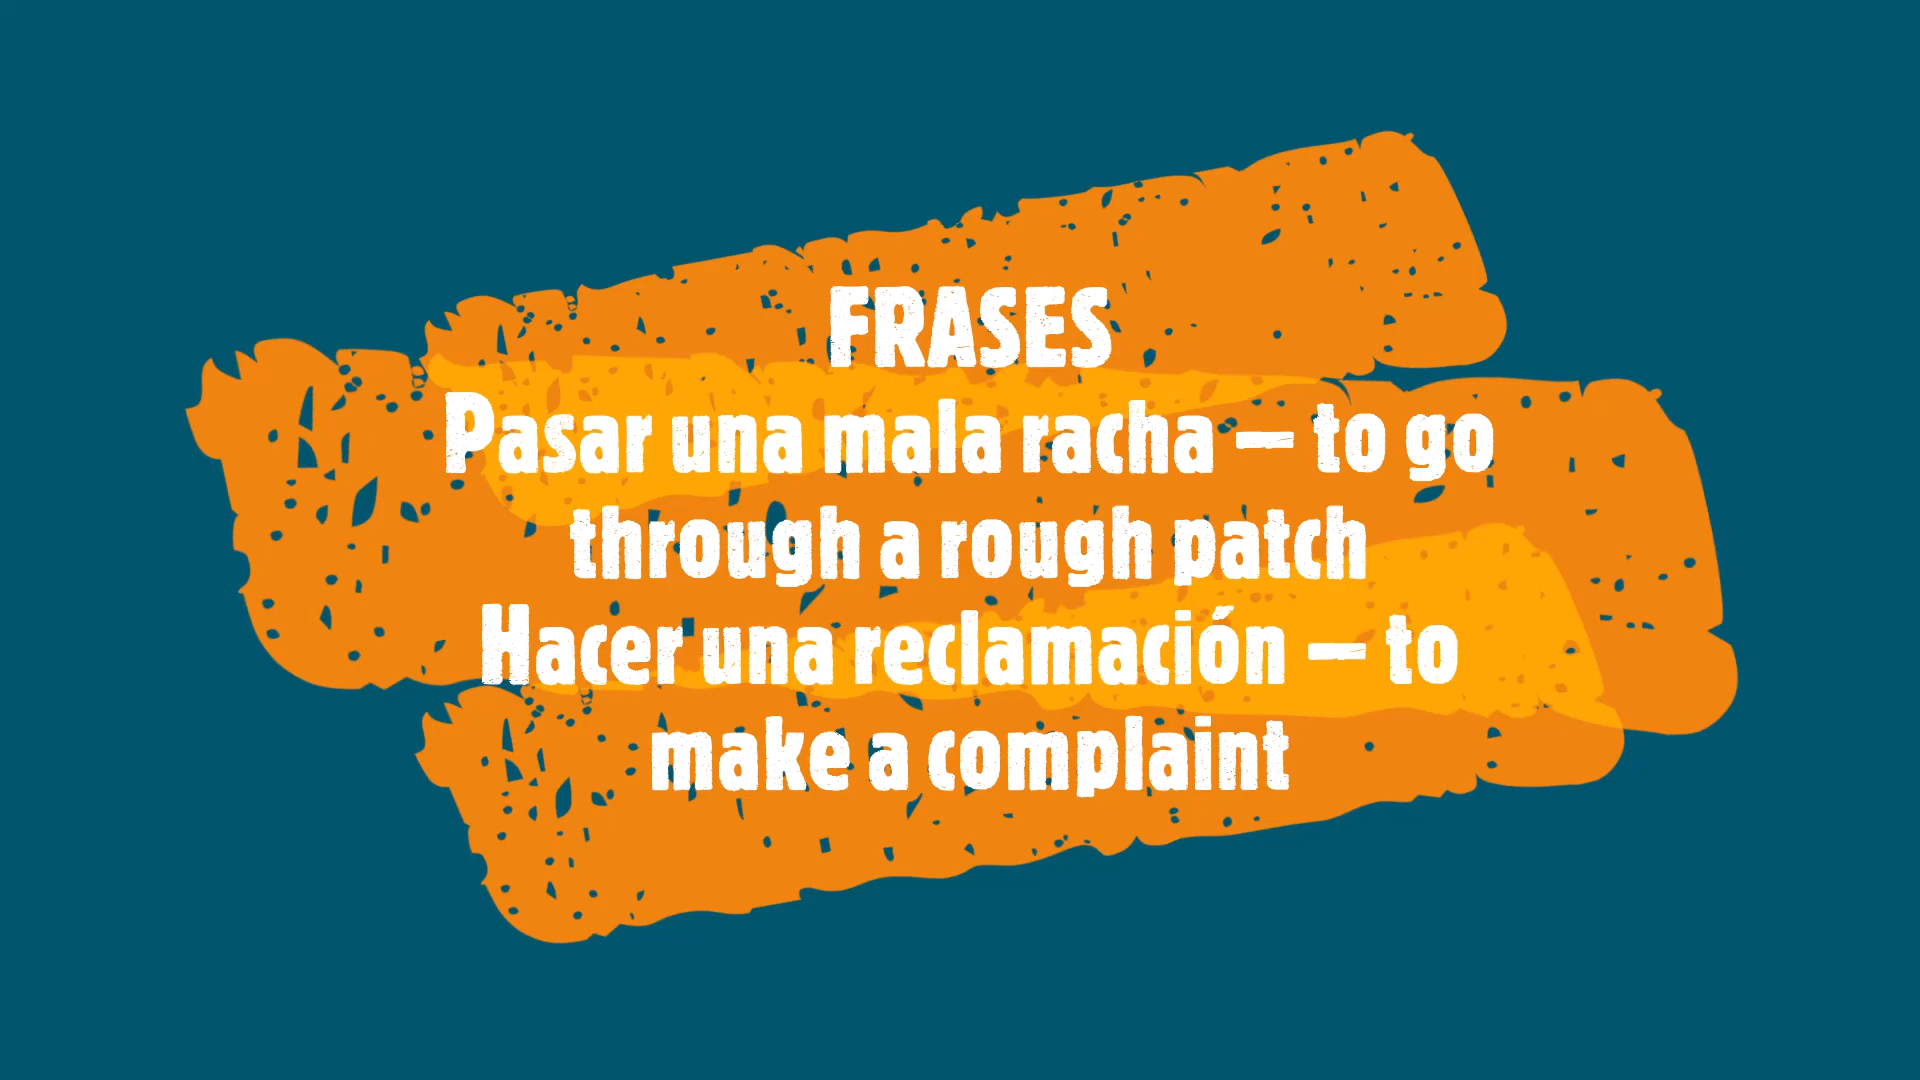 FRASES
Pasar una mala racha — to go
through a rough patch
Hacer una reclamación — to
make a complaint